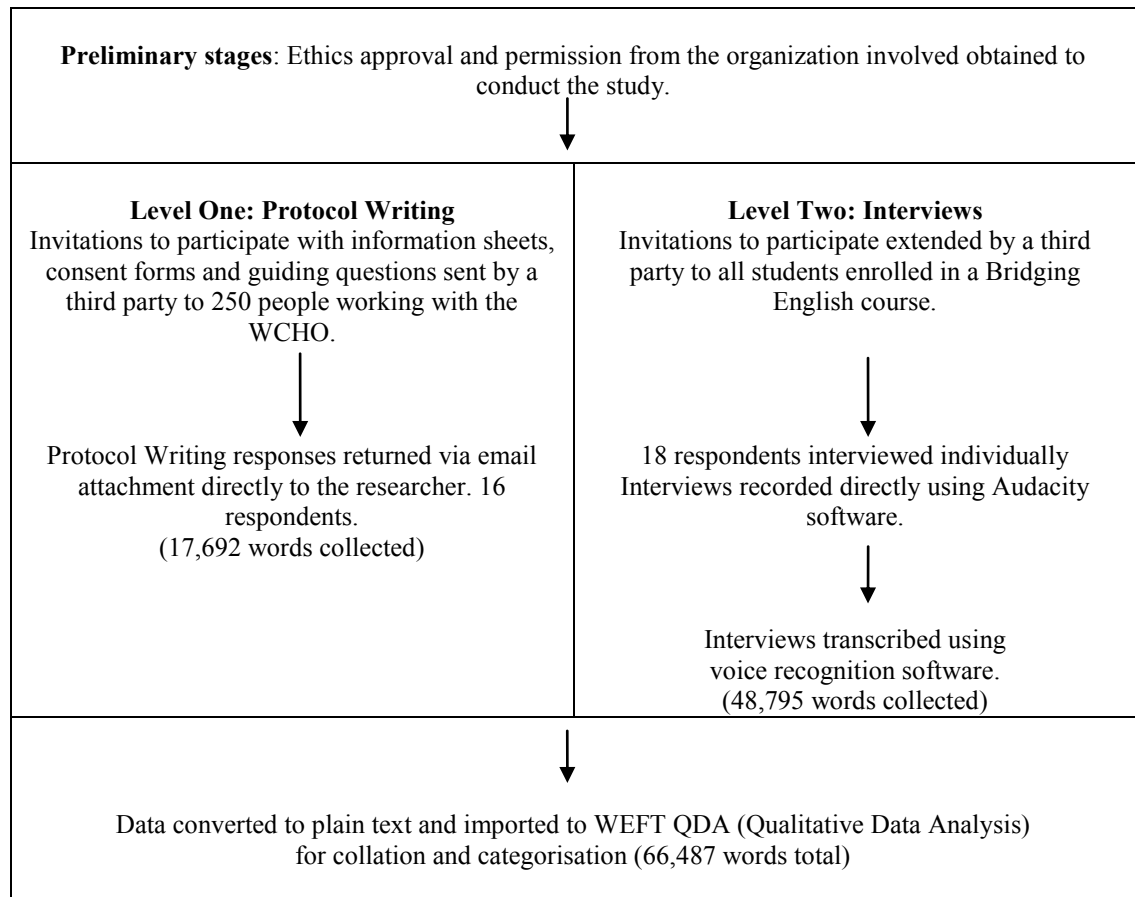 Preliminary stages: Ethics approval and permission from the organization involved obtained to
conduct the study.
Level One: Protocol Writing
Invitations to participate with information sheets,
consent forms and guiding questions sent by a
third party to 250 people working with the
WCHO.
Protocol Writing responses returned via email
attachment directly to the researcher. 16
respondents.
(17,692 words collected)
Level Two: Interviews
Invitations to participate extended by a third
party to all students enrolled in a Bridging
English course.
18 respondents interviewed individually
Interviews recorded directly using Audacity
software.
Interviews transcribed using
voice recognition software.
(48,795 words collected)
Data converted to plain text and imported to WEFT QDA (Qualitative Data Analysis)
for collation and categorisation (66,487 words total)